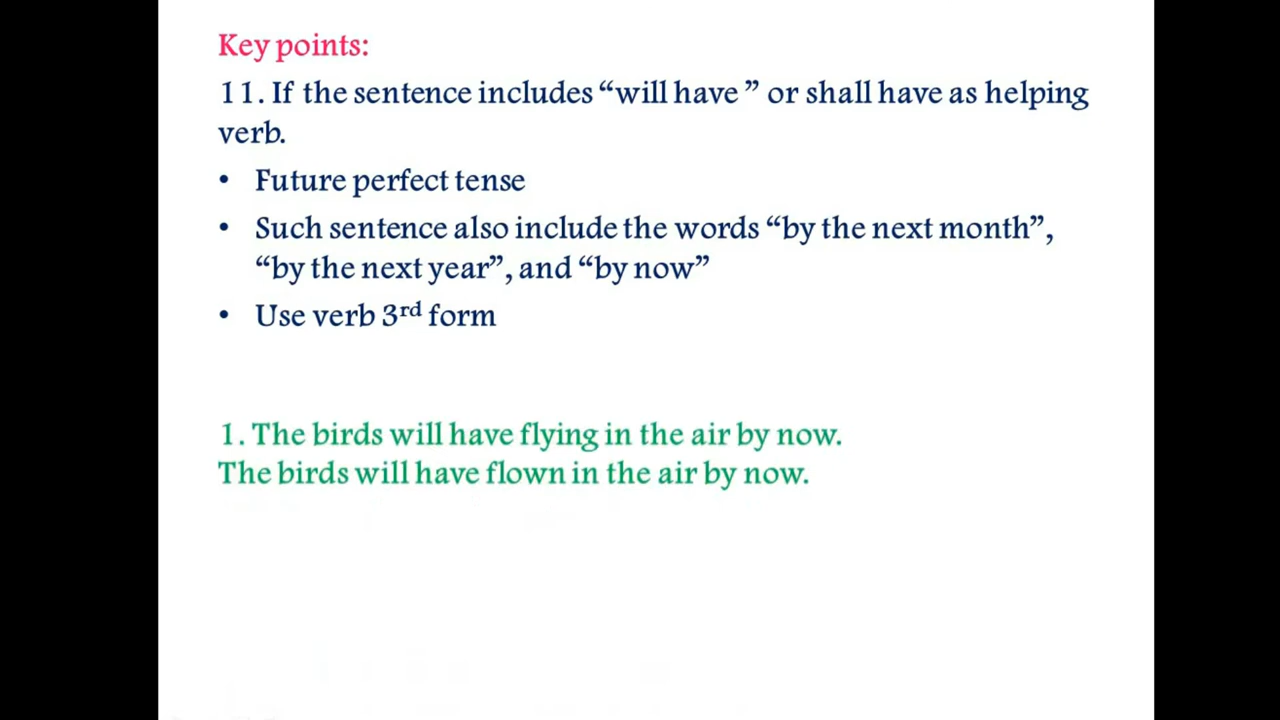 Key points:
11. If the sentence includes “will have ” or shall have as helping
verb.
• Future perfect tense
• Such sentence also include the words “by the next month”,
“by the next year”, and “by now”
• Use verb 3rd form
1. The birds will have flying in the air by now.
The birds will have flown in the air by now.